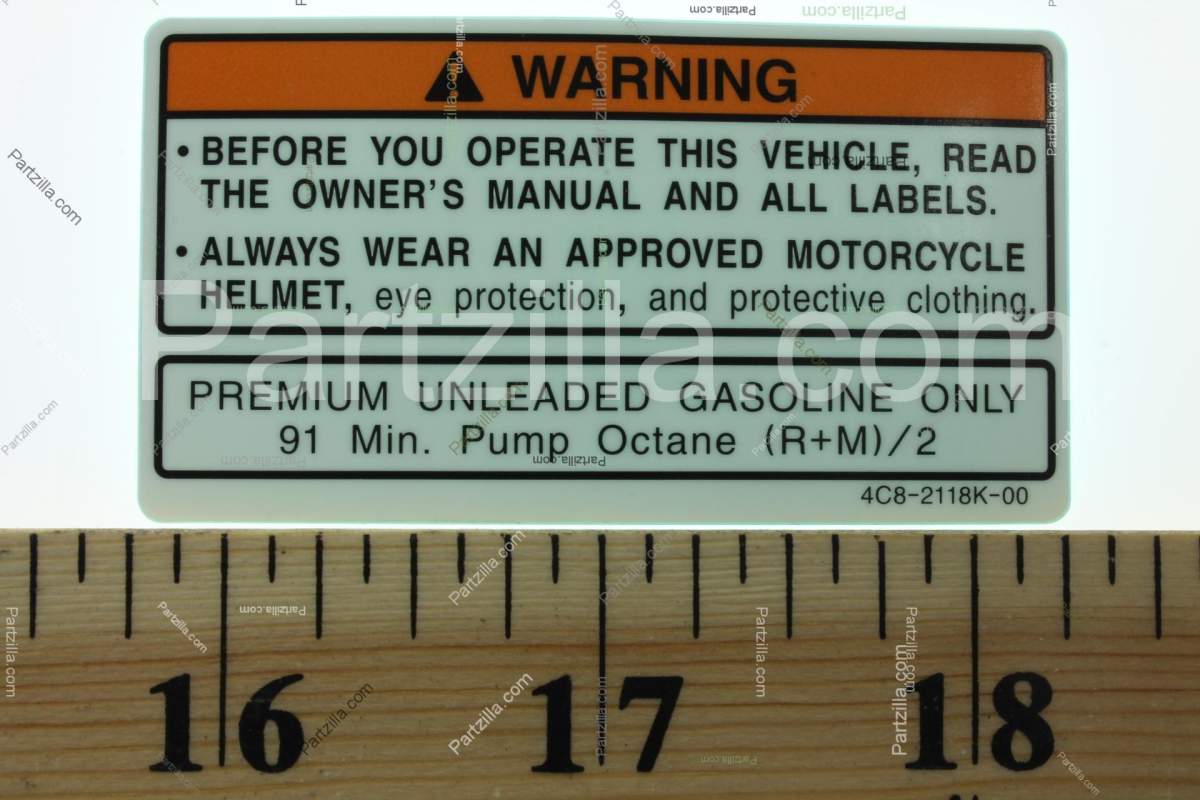 WARNING
• BEFORE YOU OPERATE THIS VEHICLE, READ
THE OWNER'S MANUAL AND ALL LABELS.
• ALWAYS WEAR AN APPROVED MOTORCYCLE
HELMET, eye protection, and protective clothing.
Partzilla.com
PREMIUM UNLEADED GASOLINE ONLY
91 Min. Pump Octane (R+M)/2
4C8-2118K-00
16 17 18